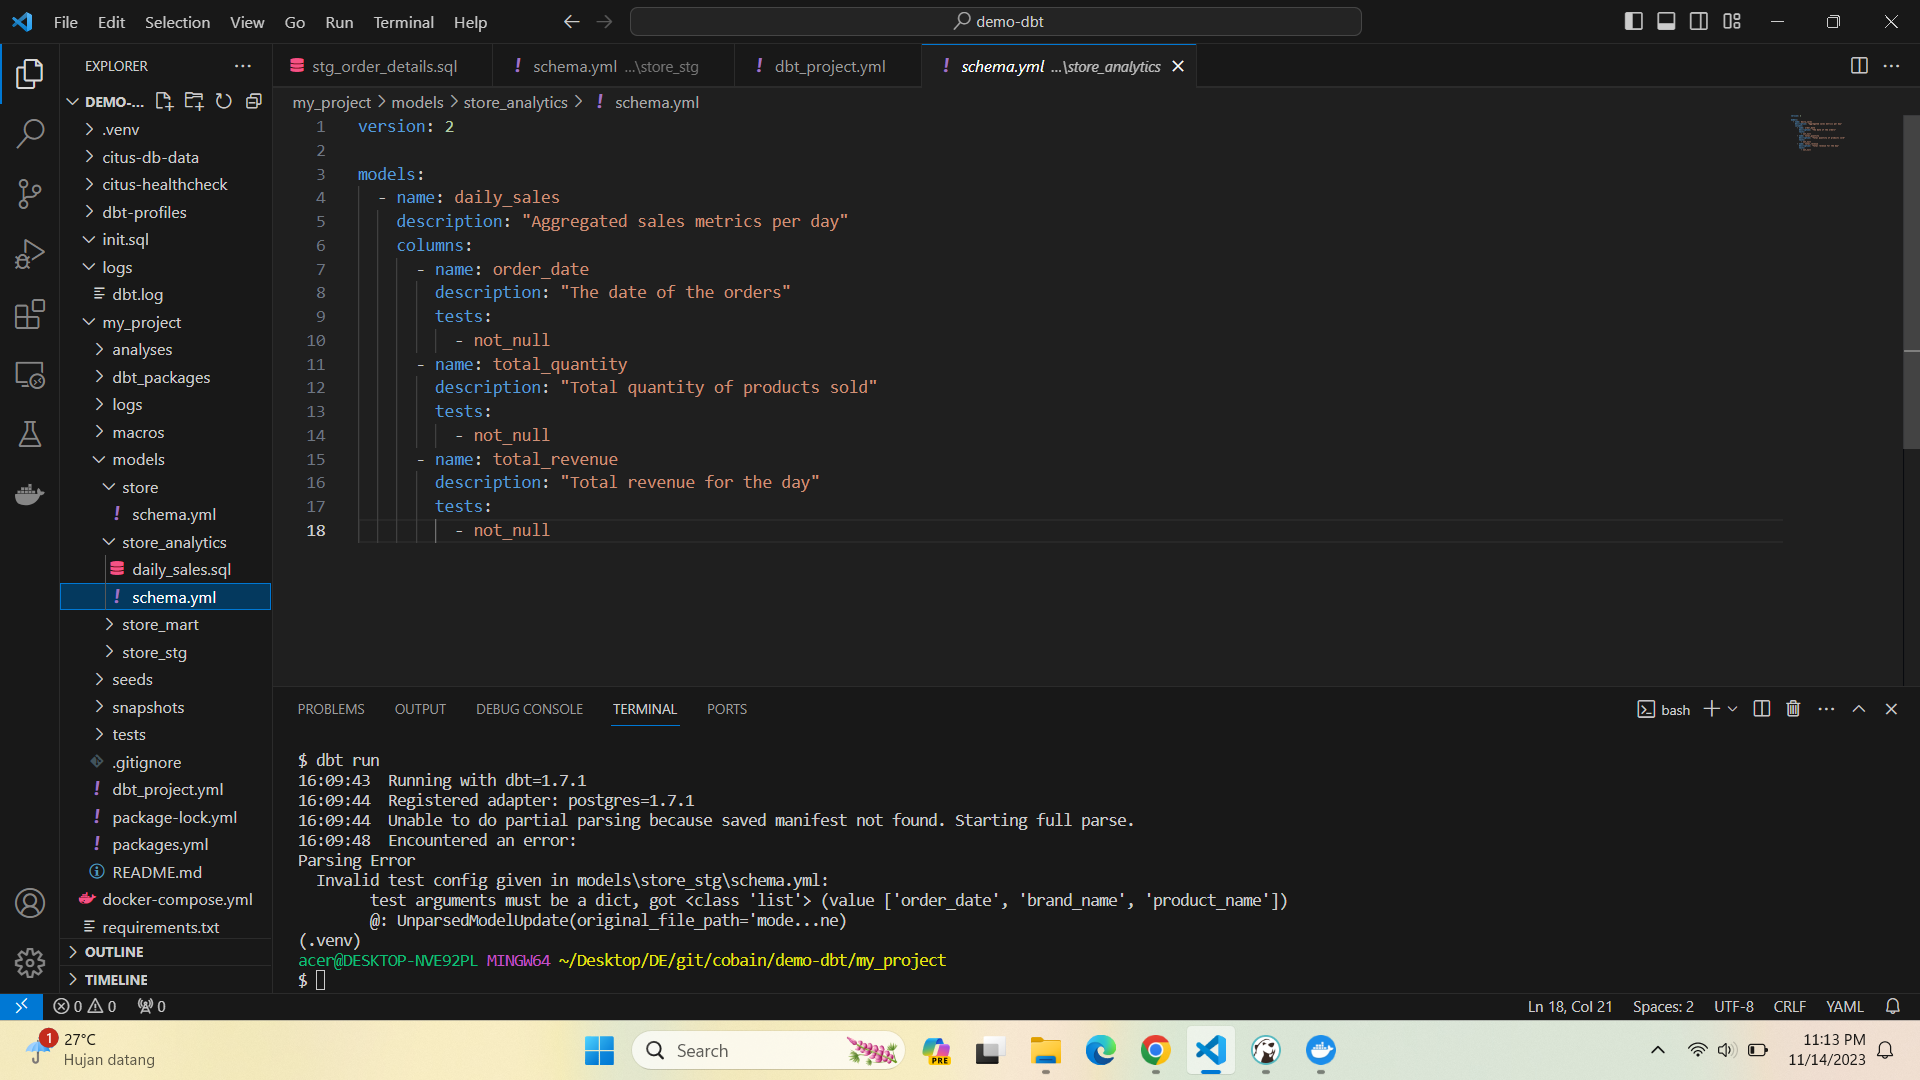 File Edit Selection View Go Run Terminal Help
demo-dbt
EXPLORER
DEMO-...
.venv
citus-db-data
citus-healthcheck
dbt-profiles
init.sql
logs
dbt.log
my_project
analyses
dbt_packages
logs
macros
models
store
schema.yml
store_analytics
daily_sales.sql
schema.yml
store_mart
store_stg
seeds
snapshots
tests
.gitignore
dbt_project.yml
package-lock.yml
packages.yml
README.md
docker-compose.yml
requirements.txt
OUTLINE
TIMELINE
stg_order_details.sql ! schema.yml ...\store_stg ! dbt_project.yml ! schema.yml ...\store_analytics
my_project > models > store_analytics > ! schema.yml
1 version: 2
2
3 models:
4 - name: daily_sales
5 description: "Aggregated sales metrics per day"
6 columns:
7 - name: order_date
8 description: "The date of the orders"
9 tests:
10 - not_null
11 - name: total_quantity
12 description: "Total quantity of products sold"
13 tests:
14 - not_null
15 - name: total_revenue
16 description: "Total revenue for the day"
17 tests:
18 - not_null
PROBLEMS OUTPUT DEBUG CONSOLE TERMINAL PORTS
bash
$ dbt run
16:09:43 Running with dbt=1.7.1
16:09:44 Registered adapter: postgres=1.7.1
16:09:44 Unable to do partial parsing because saved manifest not found. Starting full parse.
16:09:48 Encountered an error:
Parsing Error
Invalid test config given in models\store_stg\schema.yml:
test arguments must be a dict, got <class 'list'> (value ['order_date', 'brand_name', 'product_name'])
@: UnparsedModelUpdate(original_file_path='mode...ne)
(.venv)
acer@DESKTOP-NVE92PL MINGW64 ~/Desktop/DE/git/cobain/demo-dbt/my_project
$
0 0 0
Ln 18, Col 21 Spaces: 2 UTF-8 CRLF YAML
1
27°C
Hujan datang
Search
PRE
11:13 PM
11/14/2023